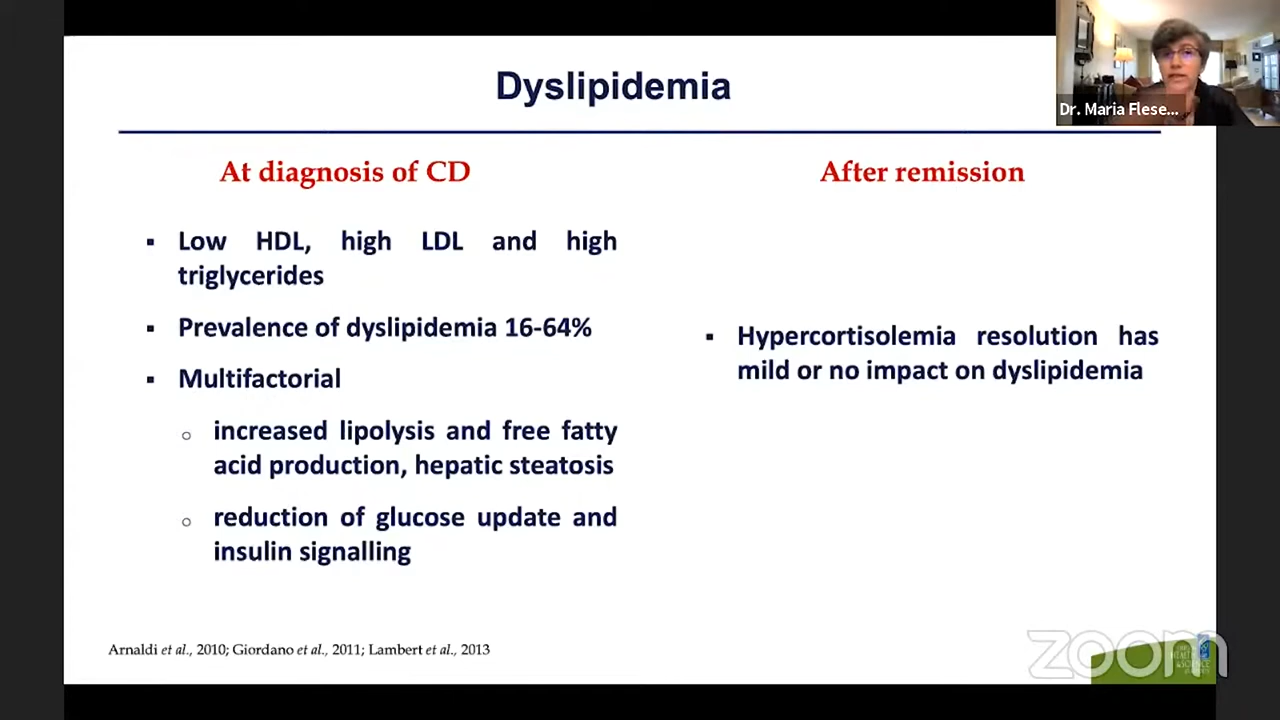 Dyslipidemia
Dr. Maria Flese...
At diagnosis of CD
▪ Low HDL, high LDL and high
triglycerides
▪ Prevalence of dyslipidemia 16-64%
▪ Multifactorial
○ increased lipolysis and free fatty
acid production, hepatic steatosis
○ reduction of glucose update and
insulin signalling
After remission
▪ Hypercortisolemia resolution has
mild or no impact on dyslipidemia
Arnaldi et al., 2010; Giordano et al., 2011; Lambert et al., 2013
zoom
HEALTH
& SCIENCE